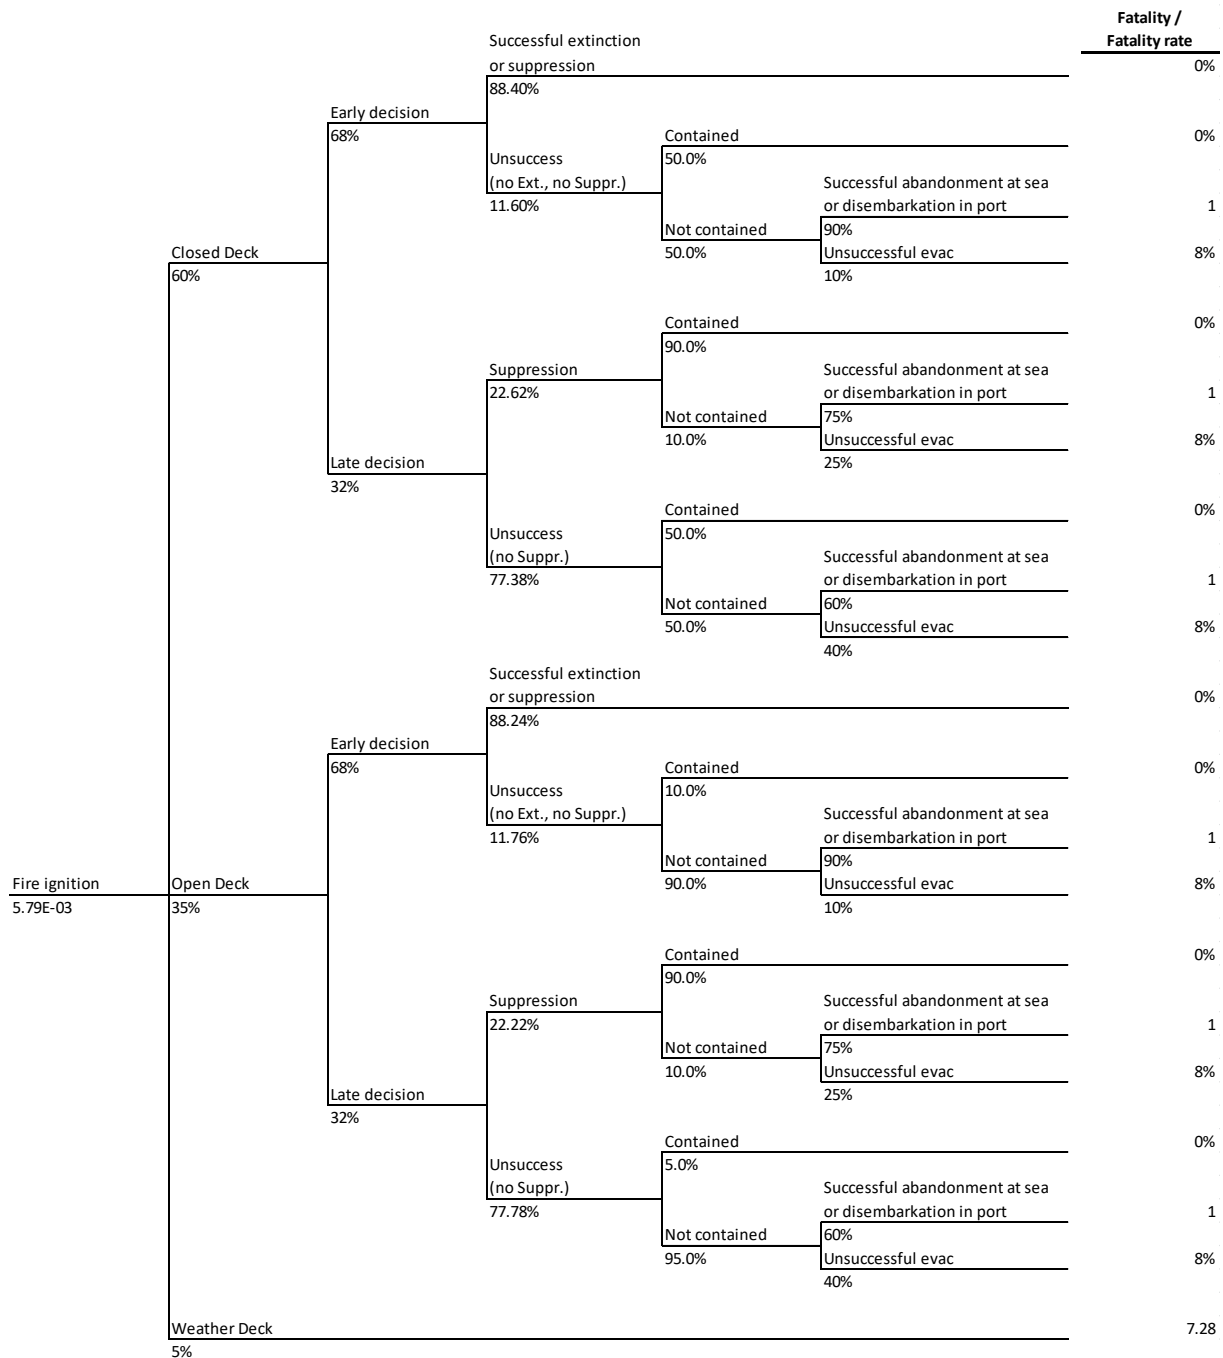 Fatality /
Fatality rate
Successful extinction
or suppression
0%
88.40%
Early decision
68%
Contained
0%
50.0%
Unsuccess
(no Ext., no Suppr.)
11.60%
Successful abandonment at sea
or disembarkation in port
1
90%
Not contained
50.0%
Unsuccessful evac
8%
10%
Closed Deck
60%
Contained
0%
90.0%
Suppression
22.62%
Successful abandonment at sea
or disembarkation in port
1
75%
Not contained
10.0%
Unsuccessful evac
8%
25%
Late decision
32%
Contained
0%
50.0%
Unsuccess
(no Suppr.)
77.38%
Successful abandonment at sea
or disembarkation in port
1
60%
Not contained
50.0%
Unsuccessful evac
8%
40%
Successful extinction
or suppression
0%
88.24%
Early decision
68%
Contained
0%
10.0%
Unsuccess
(no Ext., no Suppr.)
11.76%
Successful abandonment at sea
or disembarkation in port
1
90%
Not contained
90.0%
Unsuccessful evac
8%
10%
Fire ignition
5.79E-03
Open Deck
35%
Contained
0%
90.0%
Suppression
22.22%
Successful abandonment at sea
or disembarkation in port
1
75%
Not contained
10.0%
Unsuccessful evac
8%
25%
Late decision
32%
Contained
0%
5.0%
Unsuccess
(no Suppr.)
77.78%
Successful abandonment at sea
or disembarkation in port
1
60%
Not contained
95.0%
Unsuccessful evac
8%
40%
Weather Deck
7.28
5%